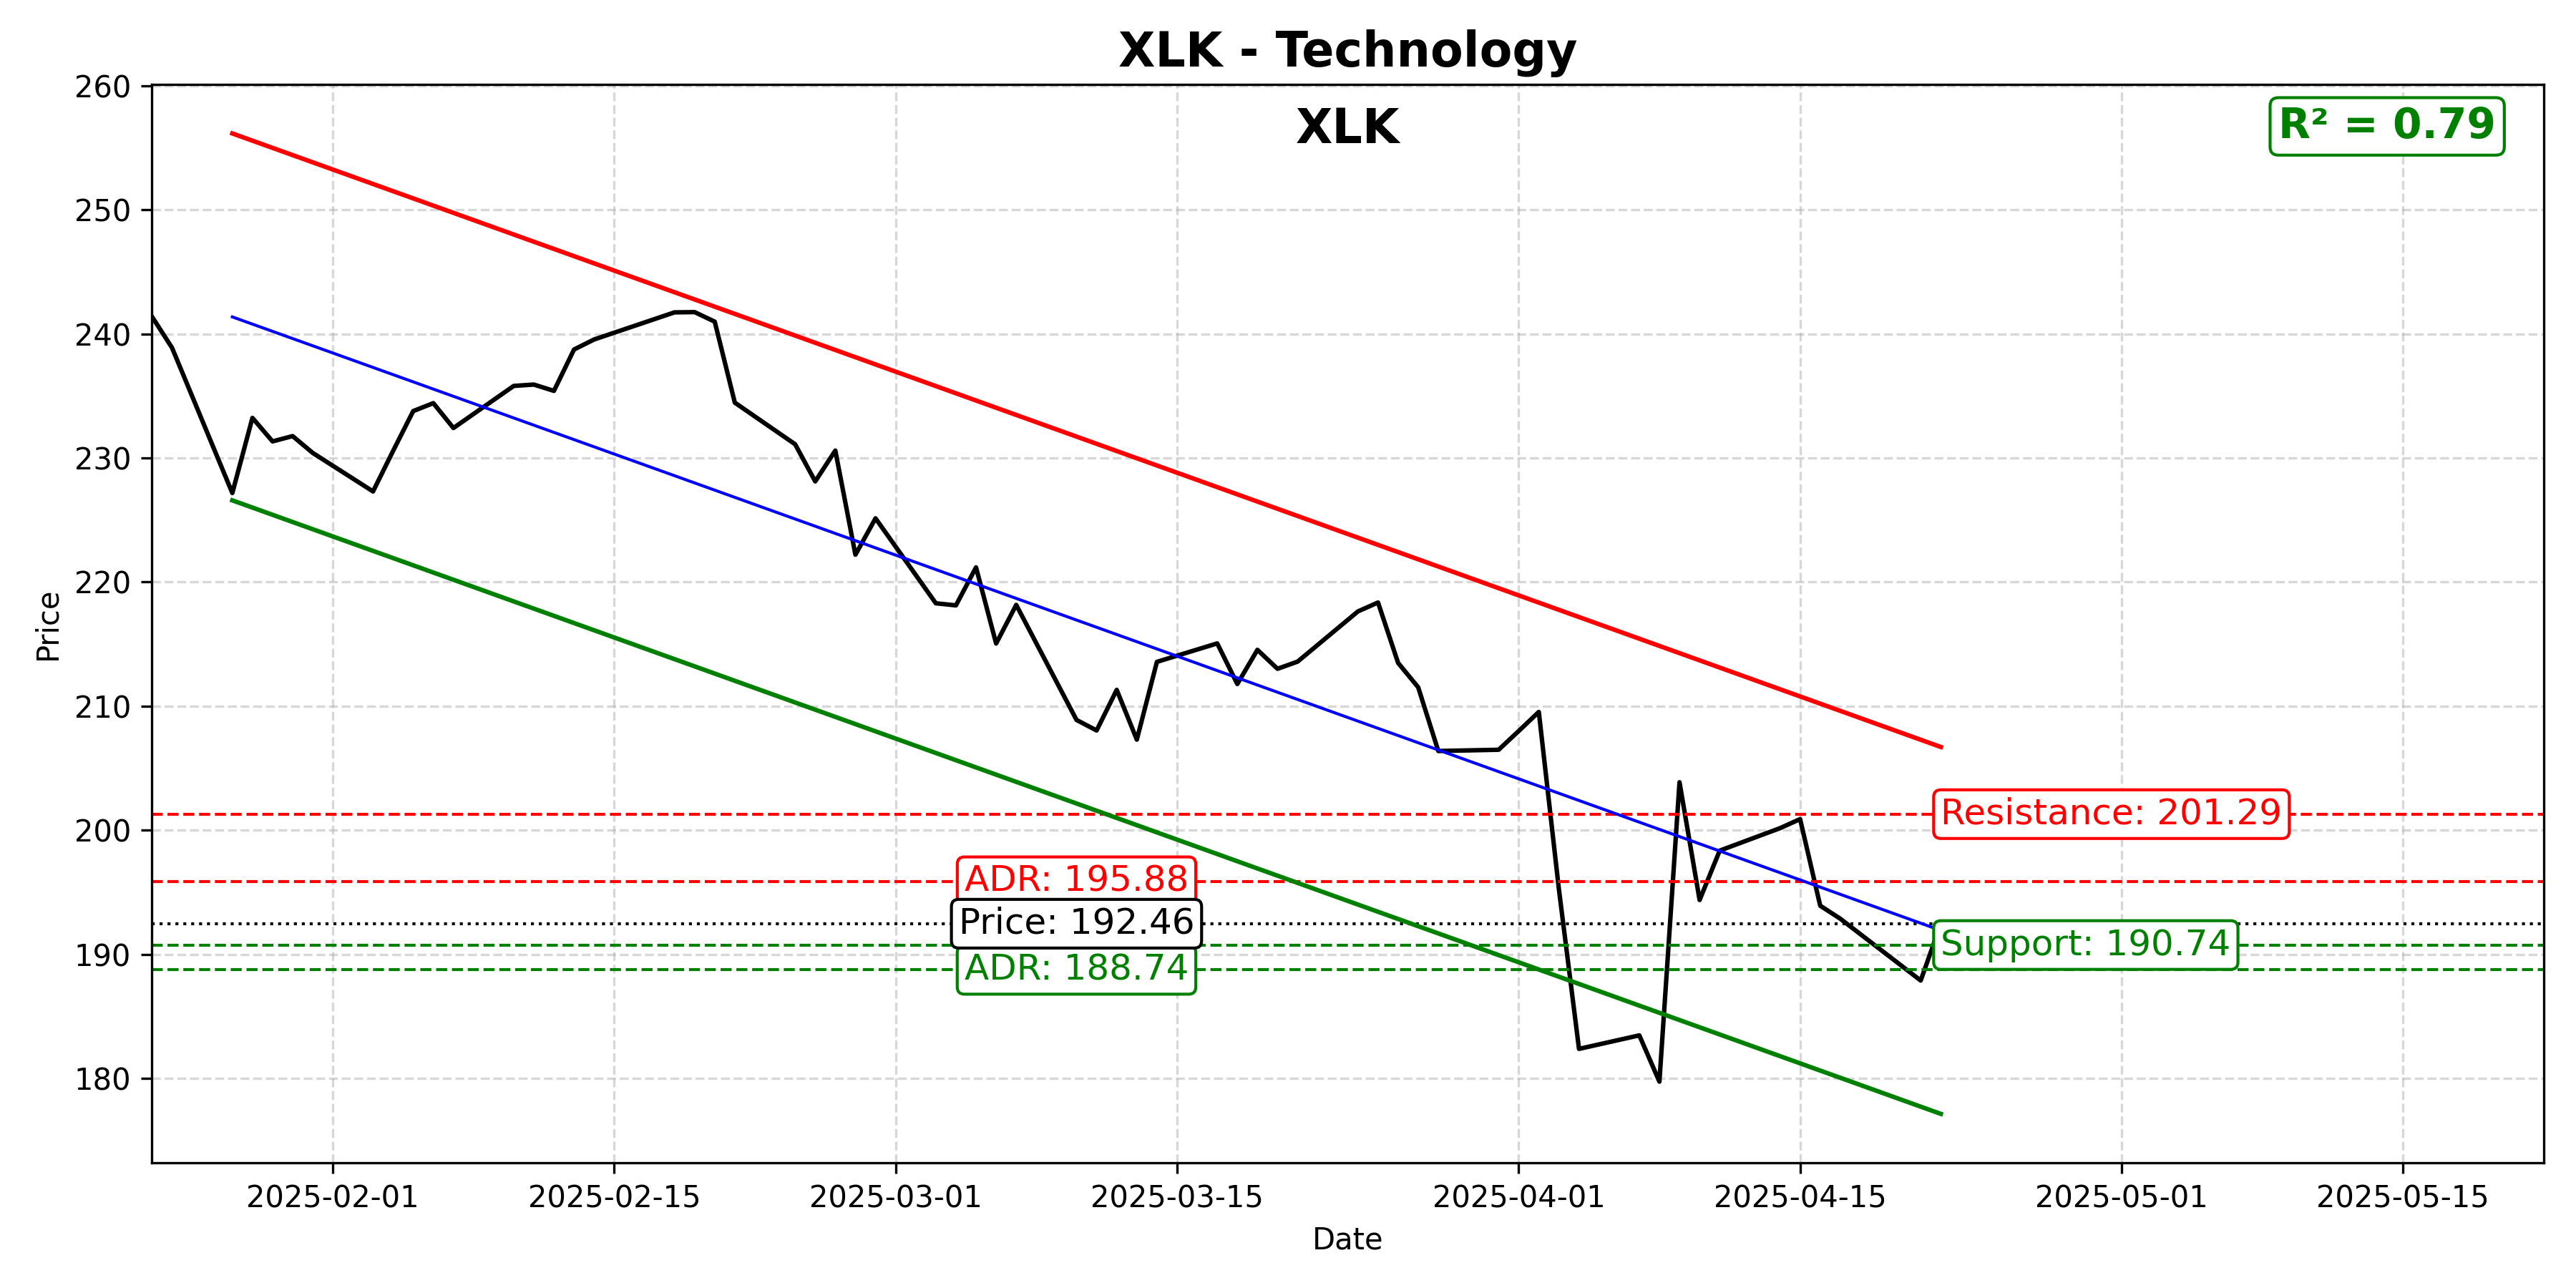 XLK - Technology
XLK
R² = 0.79
260
250
240
230
220
210
200
190
180
Price
Resistance: 201.29
ADR: 195.88
Price: 192.46
Support: 190.74
ADR: 188.74
2025-02-01
2025-02-15
2025-03-01
2025-03-15
2025-04-01
2025-04-15
2025-05-01
2025-05-15
Date